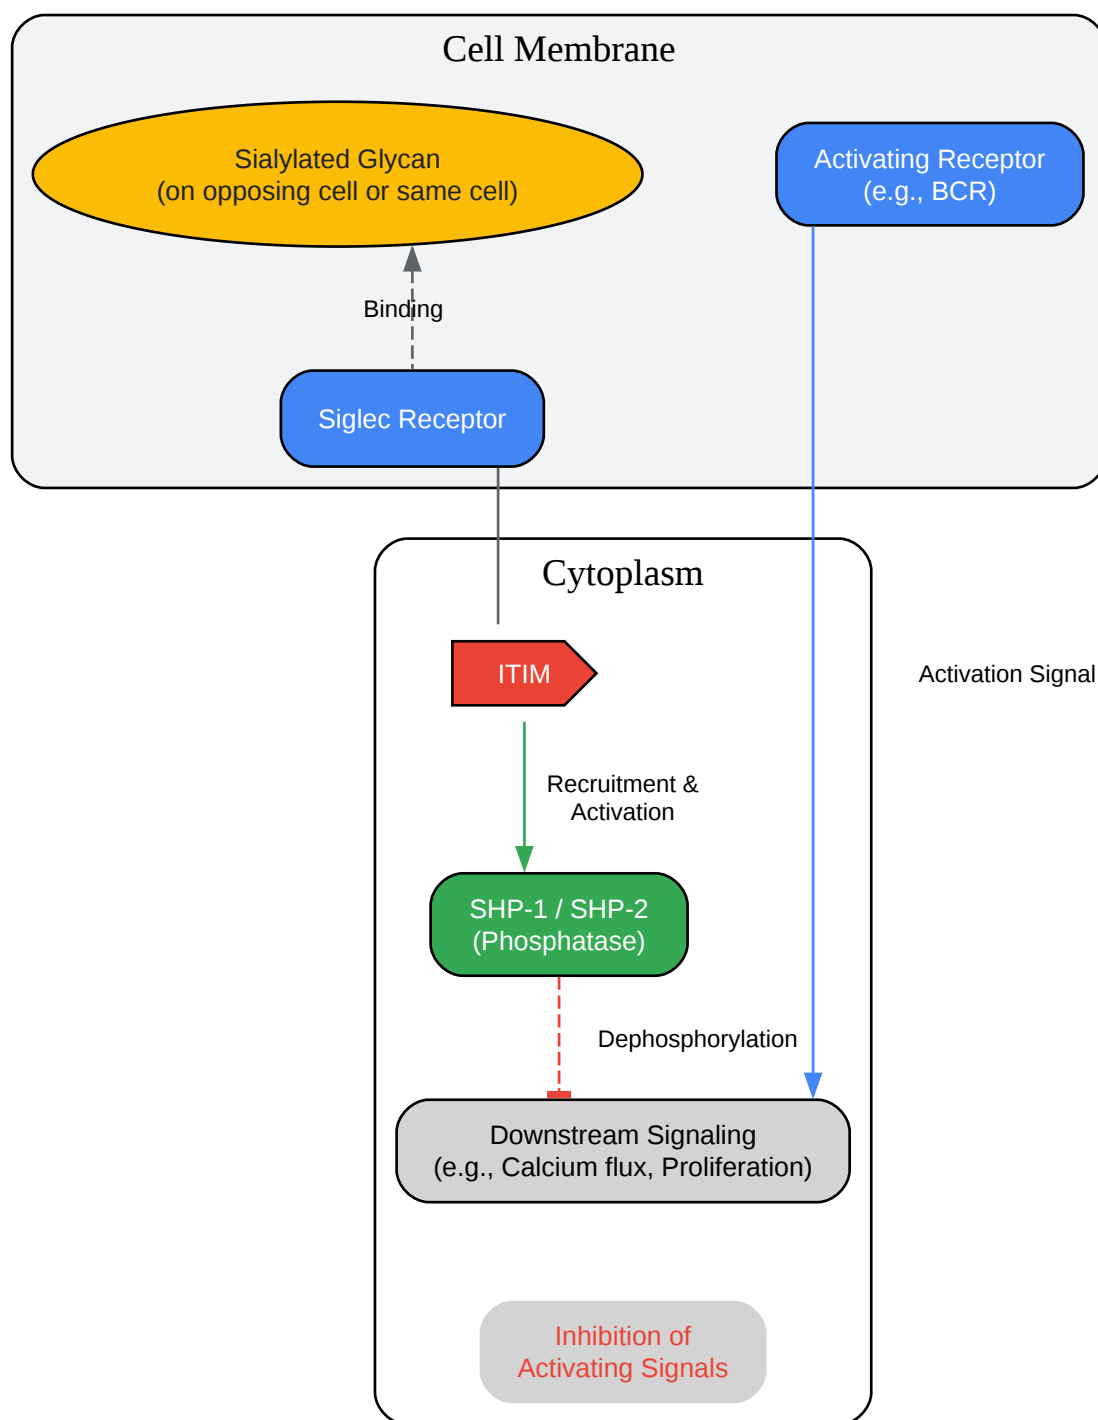 Cell Membrane
Sialylated Glycan
(on opposing cell or same cell)
Activating Receptor
(e.g., BCR)
Binding
Siglec Receptor
Cytoplasm
ITIM
Activation Signal
Recruitment &
Activation
SHP-1 / SHP-2
(Phosphatase)
Dephosphorylation
Downstream Signaling
(e.g., Calcium flux, Proliferation)
Inhibition of
Activating Signals